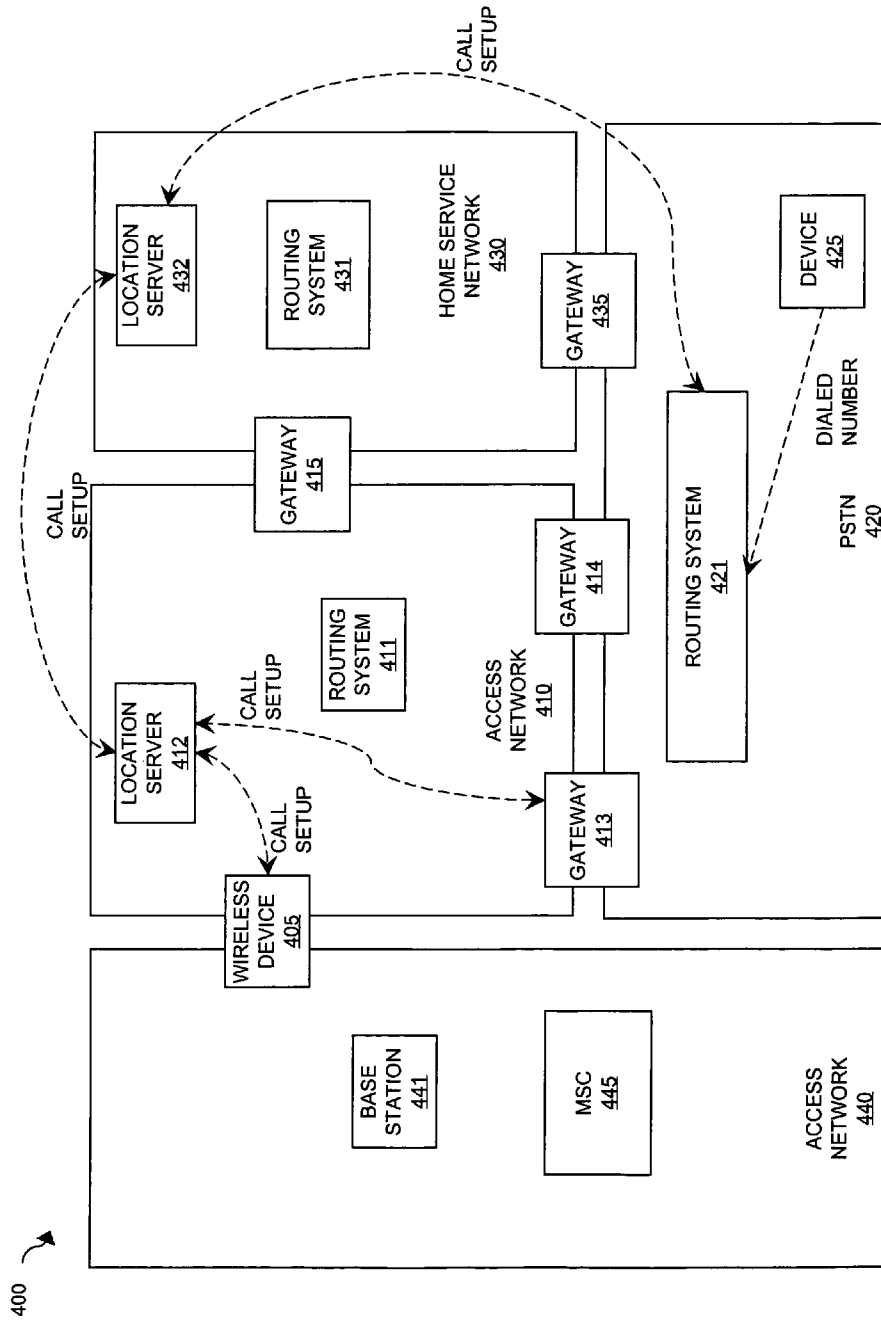 400
CALL
SETUP
CALL
SETUP
LOCATION
SERVER
432
ROUTING
SYSTEM
431
HOME SERVICE
NETWORK
430
LOCATION
SERVER
412
CALL
SETUP
CALL
SETUP
ROUTING
SYSTEM
411
GATEWAY
415
ACCESS
NETWORK
410
WIRELESS
DEVICE
405
GATEWAY
413
GATEWAY
414
GATEWAY
435
BASE
STATION
441
MSC
445
ACCESS
NETWORK
440
ROUTING SYSTEM
421
DIALED
NUMBER
DEVICE
425
PSTN
420